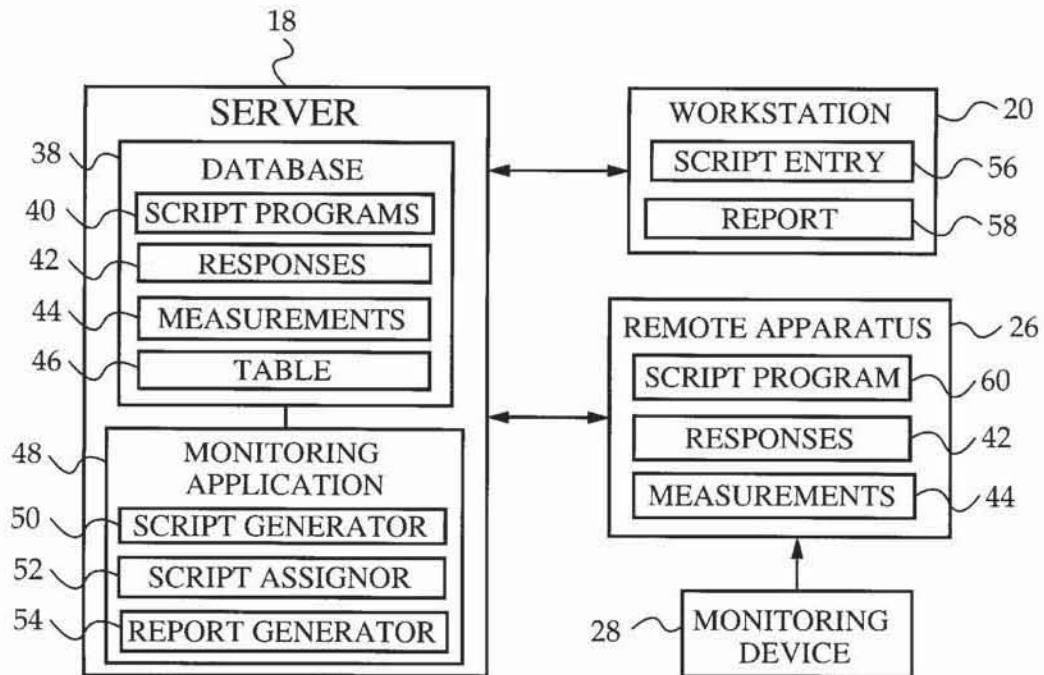 18
SERVER
38
DATABASE
40
SCRIPT PROGRAMS
42
RESPONSES
44
MEASUREMENTS
46
TABLE
48
MONITORING
APPLICATION
50
SCRIPT GENERATOR
52
SCRIPT ASSIGNOR
54
REPORT GENERATOR
WORKSTATION
20
SCRIPT ENTRY
56
REPORT
58
REMOTE APPARATUS
26
SCRIPT PROGRAM
60
RESPONSES
42
MEASUREMENTS
44
28
MONITORING
DEVICE